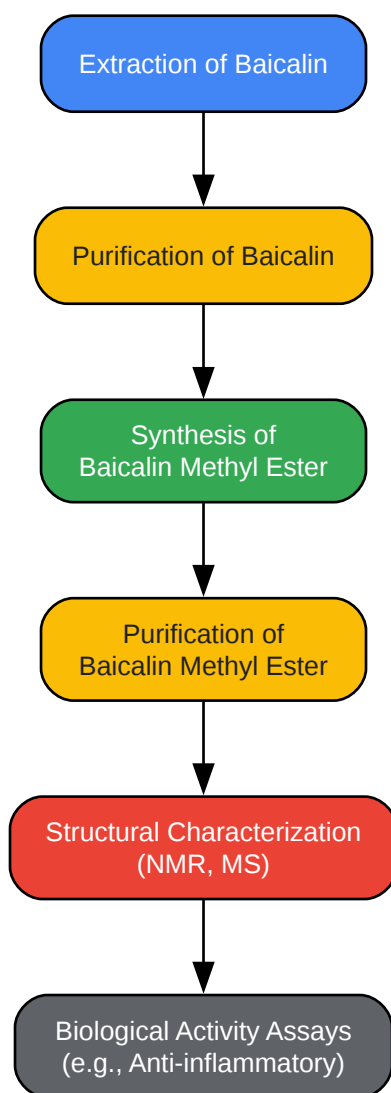 Extraction of Baicalin
Purification of Baicalin
Synthesis of
Baicalin Methyl Ester
Purification of
Baicalin Methyl Ester
Structural Characterization
(NMR, MS)
Biological Activity Assays
(e.g., Anti-inflammatory)